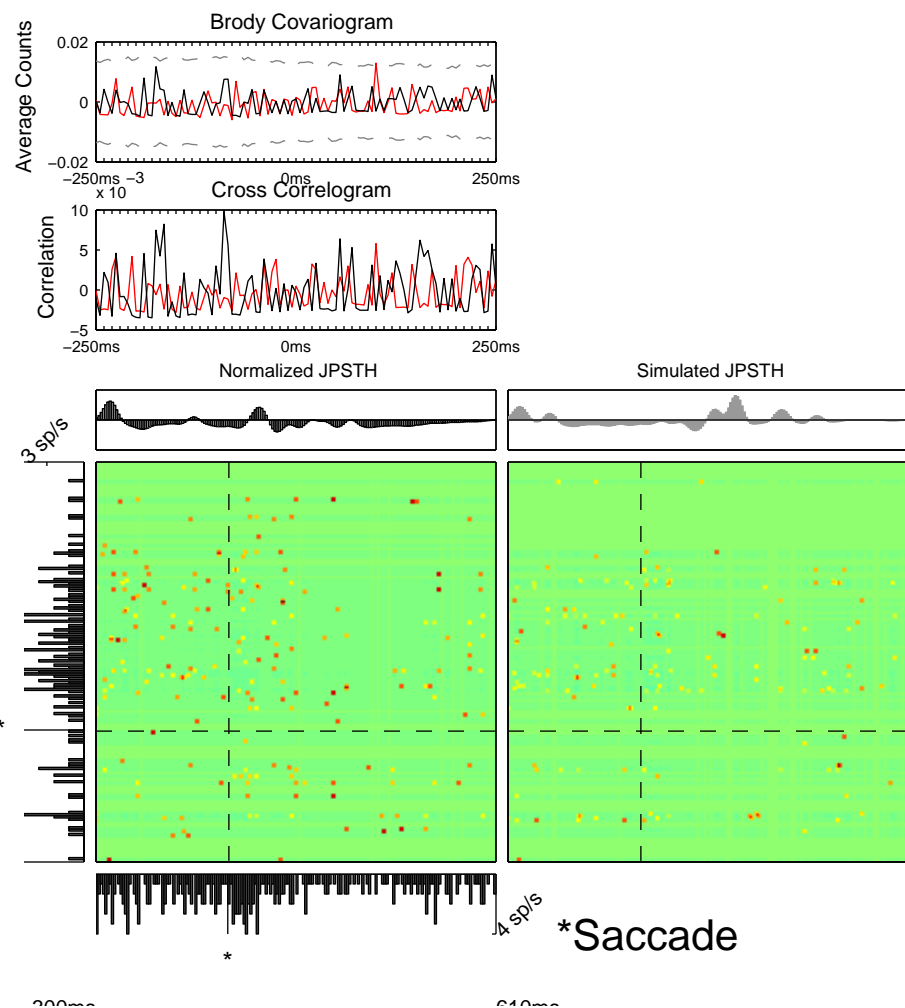 Brody Covariogram
Average Counts
0.02
0
−0.02
−250ms
0ms
250ms
x 10 −3
Cross Correlogram
Correlation
10
5
0
−5
−250ms
0ms
250ms
Normalized JPSTH
Simulated JPSTH
3 sp/s
*
4 sp/s
*
*Saccade